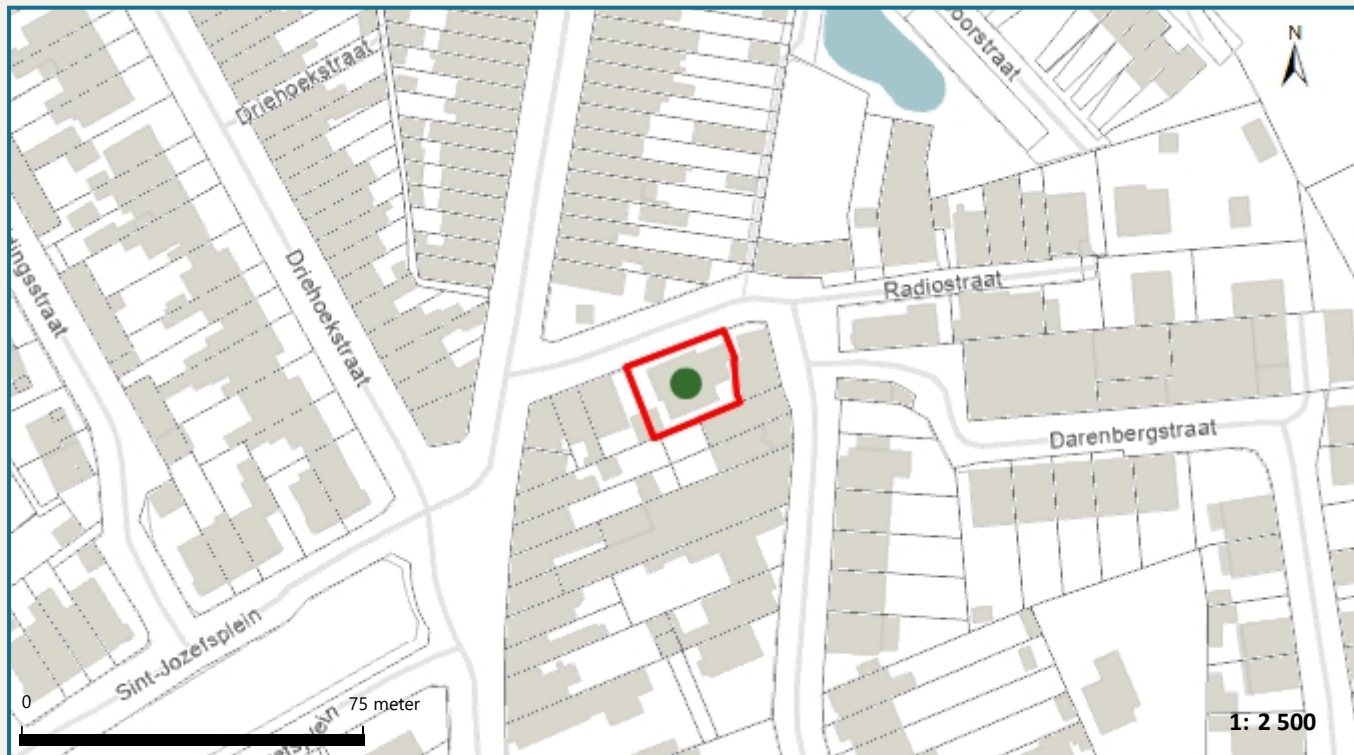 Driehoekstraat
N
Driehoekstraat
Radiostraat
Darenbergstraat
Sint-Jozefsplein
0 75 meter
1: 2 500